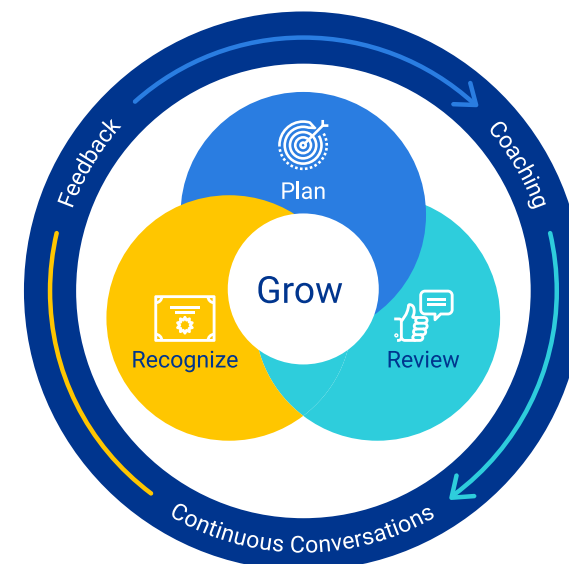 Feedback
Coaching
Plan
Grow
Recognize
Review
Continuous Conversations